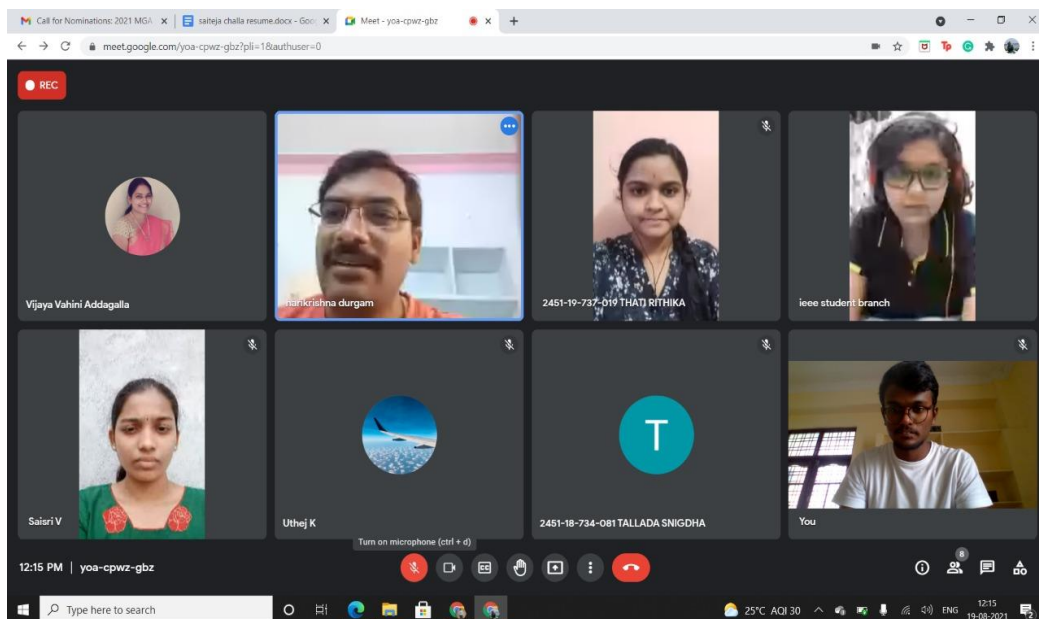 Call for Nominations: 2021 MGA
saiteja challa resume.docx - Goo
Meet - yoa-cpwz-gbz
meet.google.com/yoa-cpwz-gbz?pli=1&authuser=0
REC
Vijaya Vahini Addagalla
harikrishna durgam
2451-19-737-019 THATI RITHIKA
ieee student branch
Saisri V
Uthej K
T
2451-18-734-081 TALLADA SNIGDHA
You
Turn on microphone (ctrl + d)
12:15 PM | yoa-cpwz-gbz
8
Type here to search
25°C AQI 30
ENG
12:15
19-08-2021
2